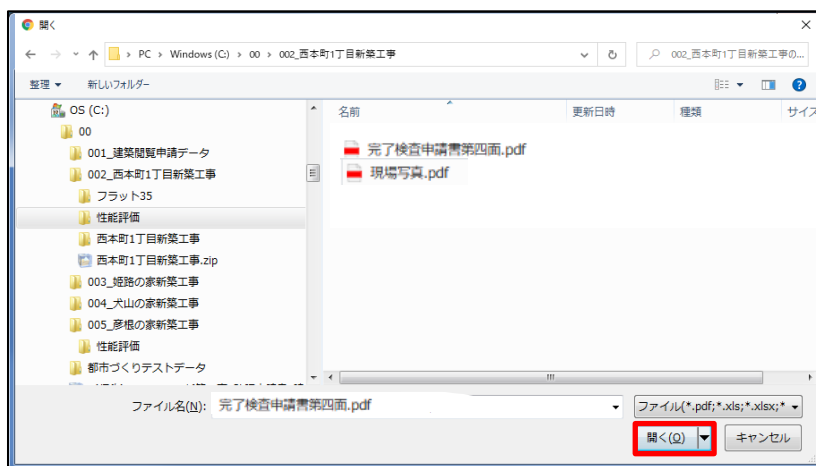 開く
PC › Windows (C:) › 00 › 002_西本町1丁目新築工事
002_西本町1丁目新築工事の...
整理 新しいフォルダー
OS (C:)
00
001_建築閲覧申請データ
002_西本町1丁目新築工事
フラット35
性能評価
西本町1丁目新築工事
西本町1丁目新築工事.zip
003_姫路の家新築工事
004_犬山の家新築工事
005_彦根の家新築工事
性能評価
都市づくりテストデータ
名前 更新日時 種類 サイズ
完了検査申請書第四面.pdf
現場写真.pdf
ファイル名(N): 完了検査申請書第四面.pdf
ファイル(*.pdf;*.xls;*.xlsx;*
開く(O) キャンセル